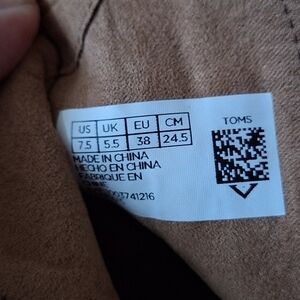 US UK EU CM
7.5 5.5 38 24.5
TOMS
MADE IN CHINA
HECHO EN CHINA
FABRIQUE EN
CHINE